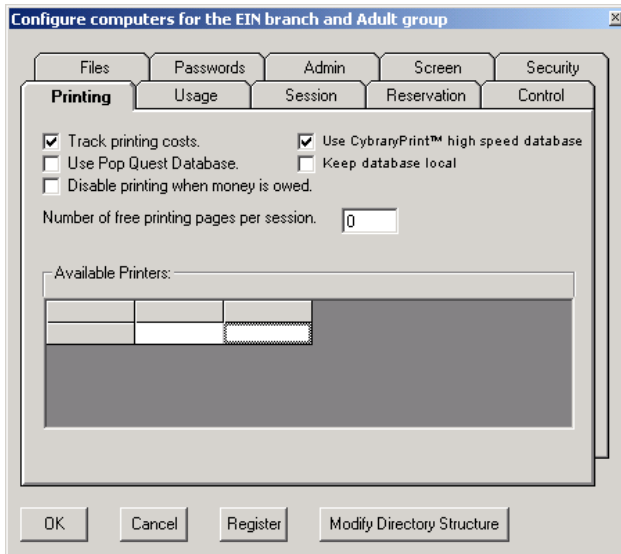 Configure computers for the EIN branch and Adult group
Files Passwords Admin Screen Security
Printing Usage Session Reservation Control
Track printing costs. Use CybraryPrint™ high speed database
Use Pop Quest Database. Keep database local
Disable printing when money is owed.
Number of free printing pages per session. 0
Available Printers:
OK Cancel Register Modify Directory Structure